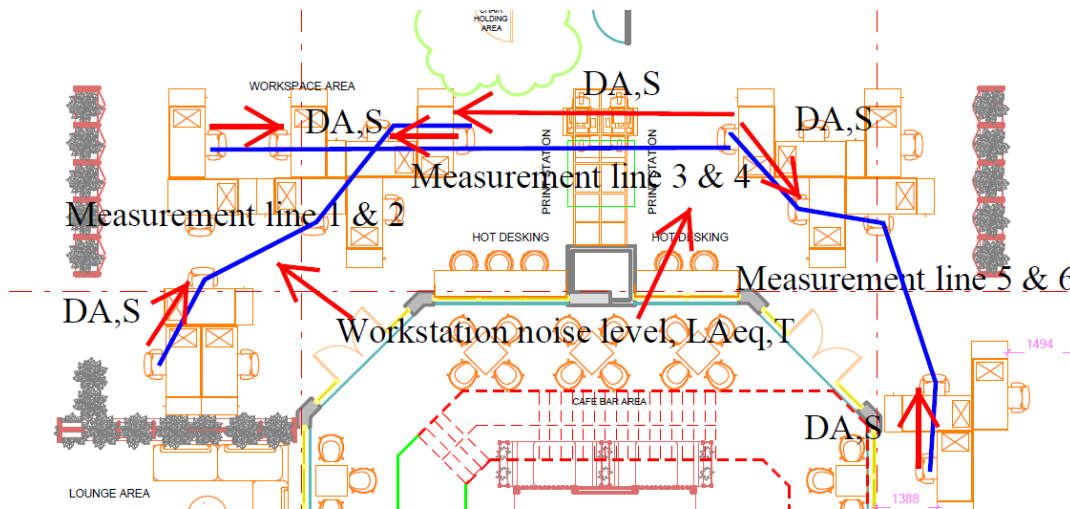 CHAIR
HOLDING
AREA
WORKSPACE AREA
DA,S
DA,S
DA,S
PRINT STATION
PRINT STATION
Measurement line 3 & 4
Measurement line 1 & 2
HOT DESKING
HOT DESKING
Measurement line 5 & 6
DA,S
Workstation noise level, LAeq,T
1494
CAFE BAR AREA
DA,S
LOUNGE AREA
1388